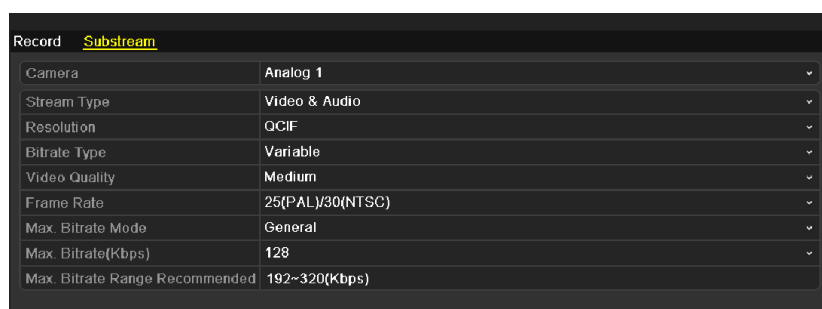 Record Substream
Camera Analog 1
Stream Type Video & Audio
Resolution QCIF
Bitrate Type Variable
Video Quality Medium
Frame Rate 25(PAL)/30(NTSC)
Max. Bitrate Mode General
Max. Bitrate(Kbps) 128
Max. Bitrate Range Recommended 192~320(Kbps)